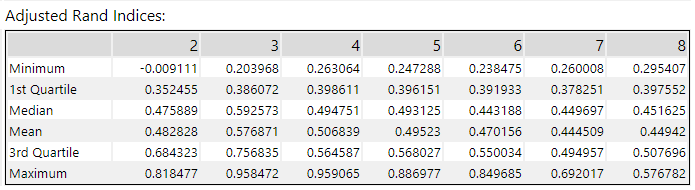 Adjusted Rand Indices:
2 3 4 5 6 7 8
Minimum -0.009111 0.203968 0.263064 0.247288 0.238475 0.260008 0.295407
1st Quartile 0.352455 0.386072 0.398611 0.396151 0.391933 0.378251 0.397552
Median 0.475889 0.592573 0.494751 0.493125 0.443188 0.449697 0.451625
Mean 0.482828 0.576871 0.506839 0.49523 0.470156 0.444509 0.44942
3rd Quartile 0.684323 0.756835 0.564587 0.568027 0.550034 0.494957 0.507696
Maximum 0.818477 0.958472 0.959065 0.886977 0.849685 0.692017 0.576782